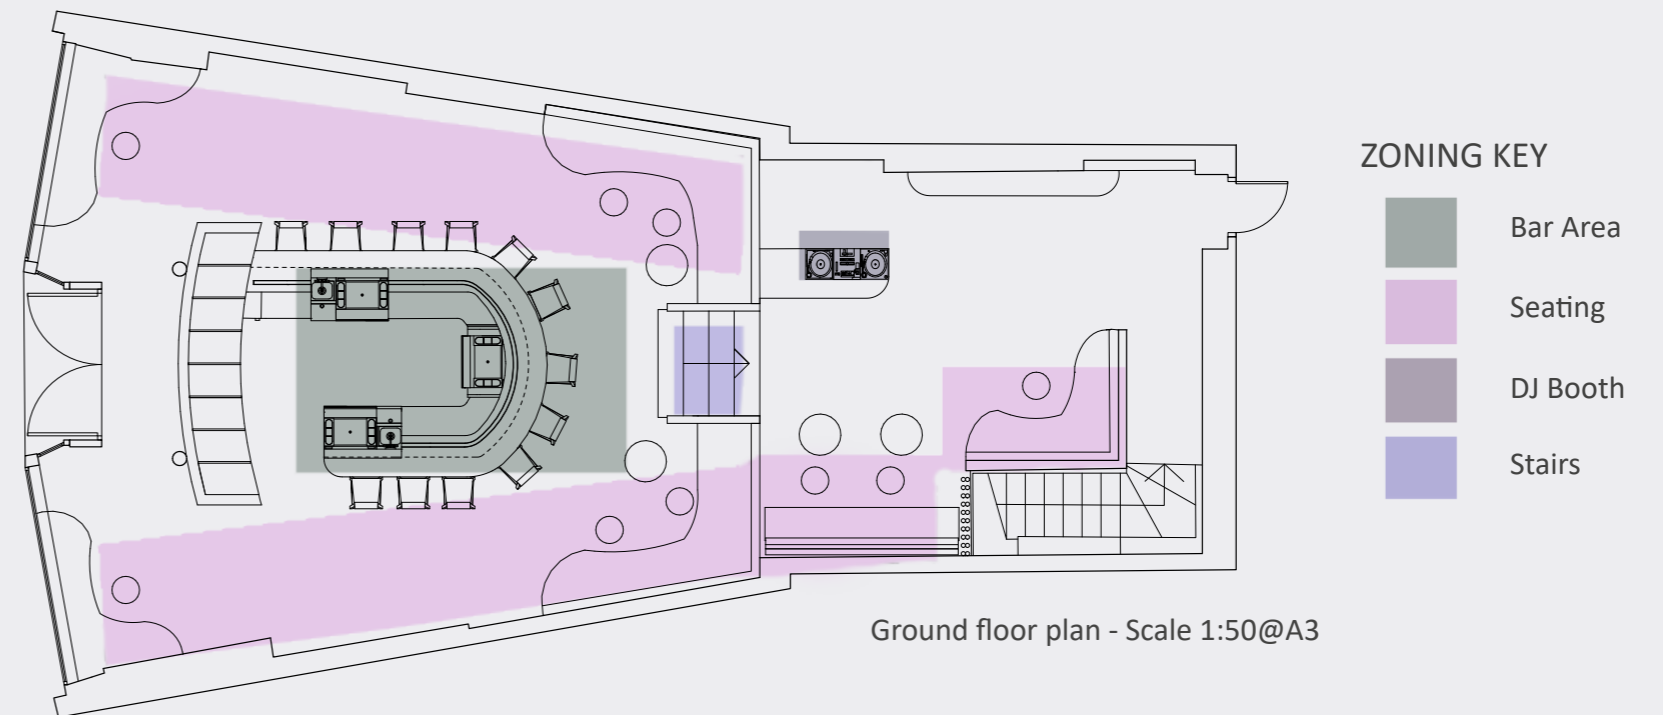 ZONING KEY
Bar Area
Seating
DJ Booth
Stairs
Ground floor plan - Scale 1:50@A3